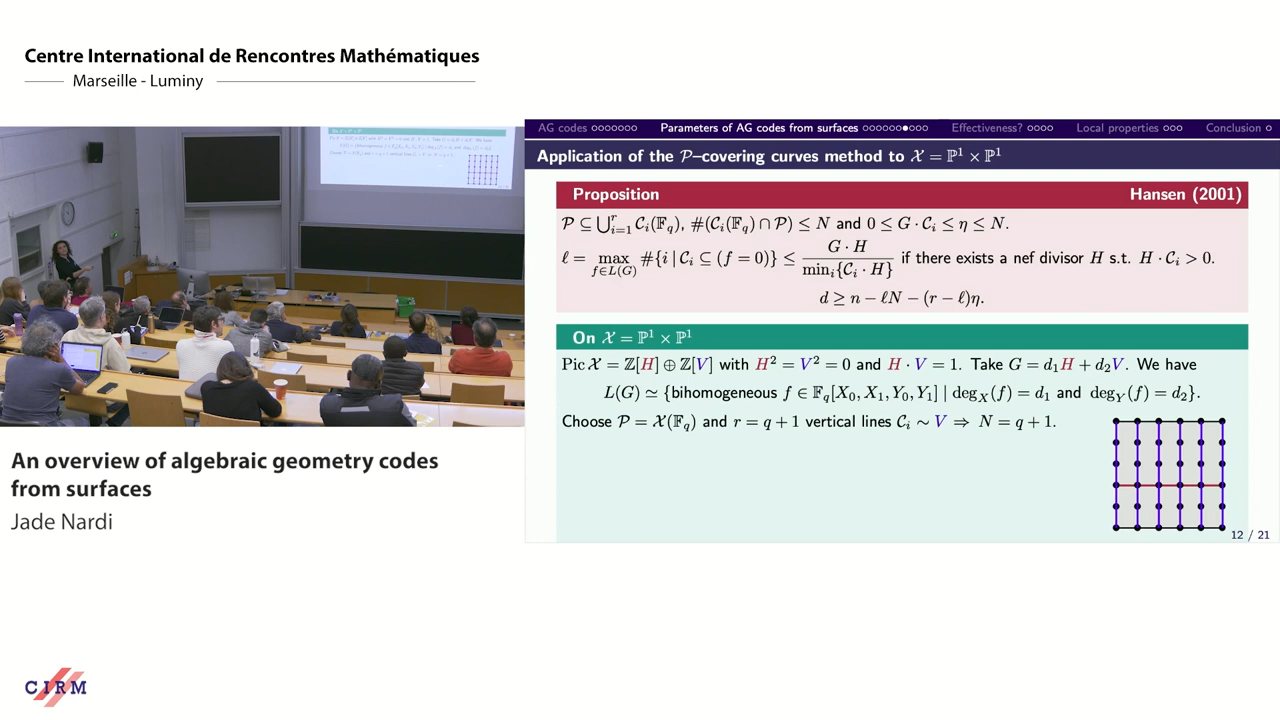 Centre International de Rencontres Mathématiques
Marseille - Luminy
AG codes ○○○○○○○ Parameters of AG codes from surfaces ○○○○○○●○○○ Effectiveness? ○○○○ Local properties ○○○ Conclusion ○
Application of the 𝒫–covering curves method to 𝒳 = ℙ¹ × ℙ¹
Proposition Hansen (2001)
𝒫 ⊆ ⋃ʳᵢ₌₁ 𝒞ᵢ(𝔽_q), #(𝒞ᵢ(𝔽_q) ∩ 𝒫) ≤ N and 0 ≤ G · 𝒞ᵢ ≤ η ≤ N.
ℓ = max_{f∈L(G)} #{i | 𝒞ᵢ ⊆ (f = 0)} ≤ (G · H)/(minᵢ{𝒞ᵢ · H}) if there exists a nef divisor H s.t. H · 𝒞ᵢ > 0.
d ≥ n − ℓN − (r − ℓ)η.
On 𝒳 = ℙ¹ × ℙ¹
Pic 𝒳 = ℤ[H] ⊕ ℤ[V] with H² = V² = 0 and H · V = 1. Take G = d₁H + d₂V. We have
L(G) ≃ {bihomogeneous f ∈ 𝔽_q[X₀, X₁, Y₀, Y₁] | deg_X(f) = d₁ and deg_Y(f) = d₂}.
Choose 𝒫 = 𝒳(𝔽_q) and r = q + 1 vertical lines 𝒞ᵢ ∼ V ⇒ N = q + 1.
12 / 21
An overview of algebraic geometry codes
from surfaces
Jade Nardi
CIRM